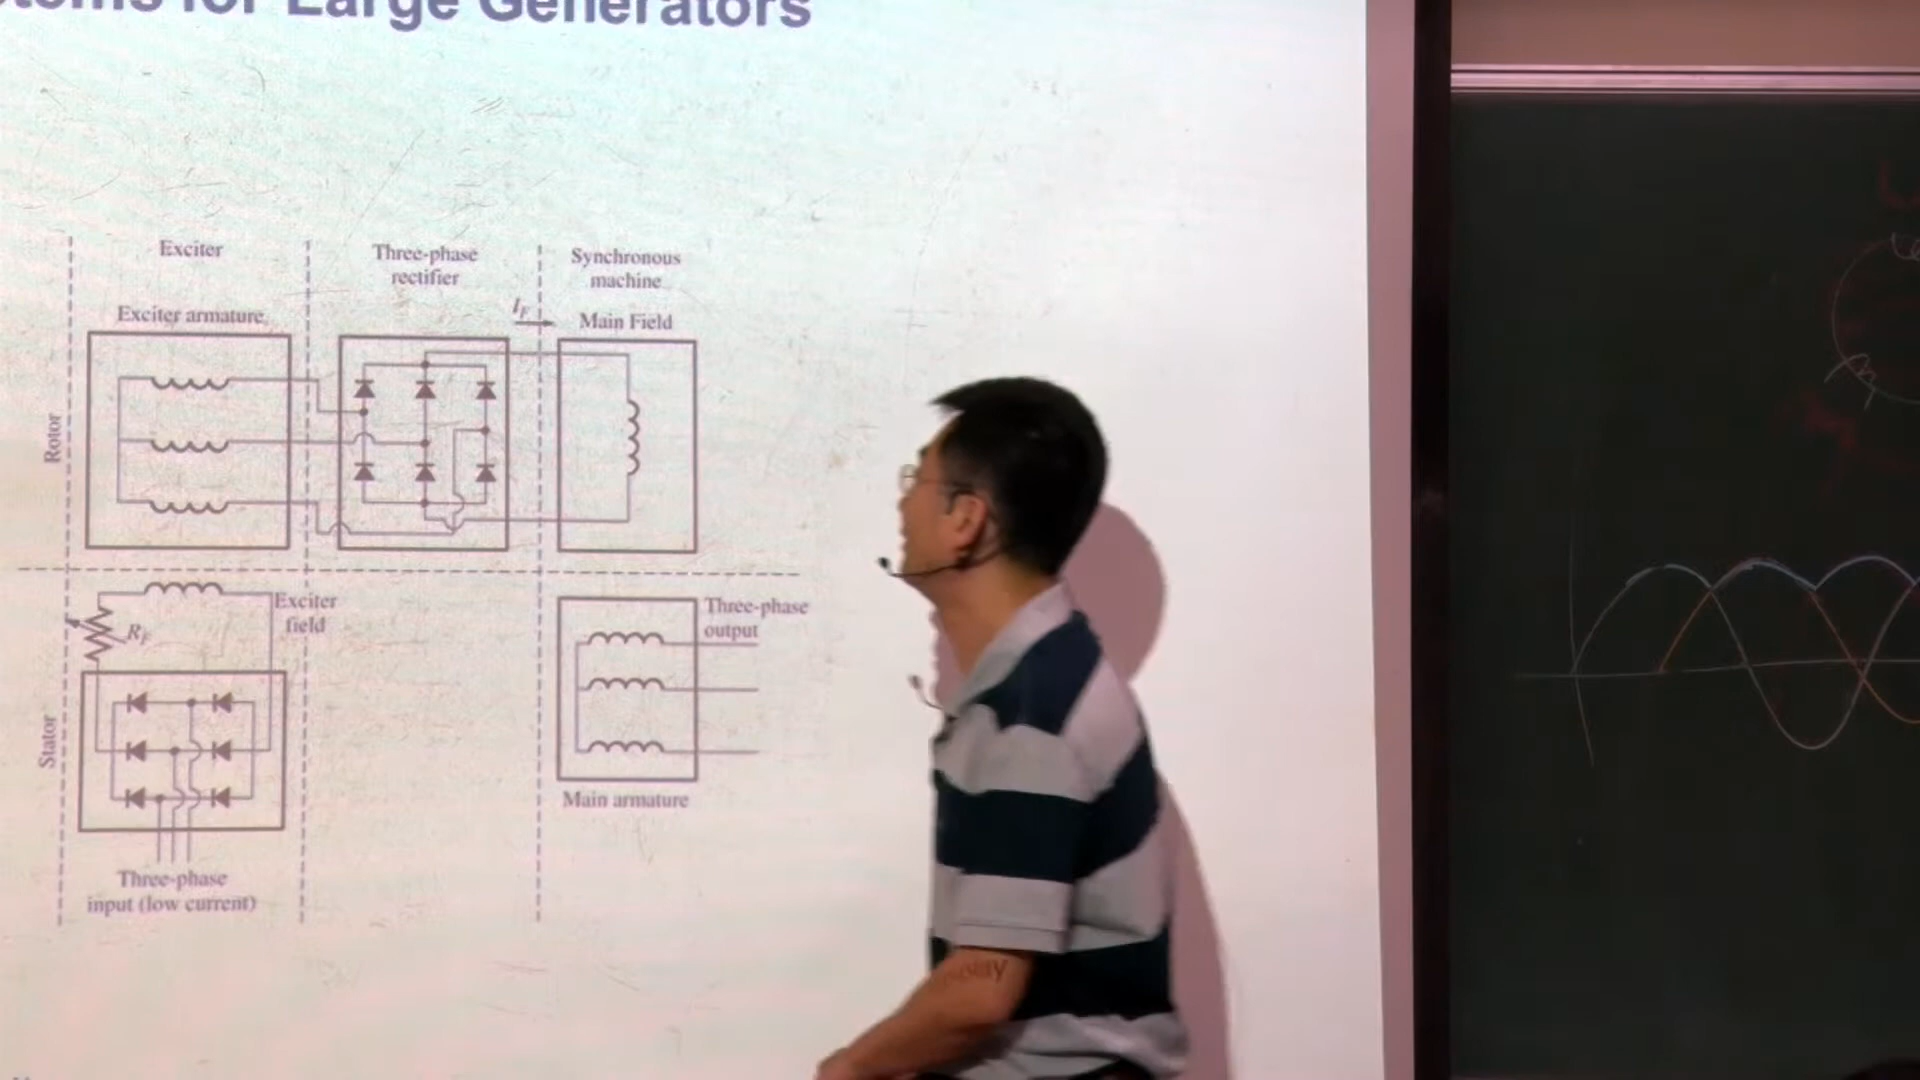 tems for Large Generators
Exciter
Three-phase
rectifier
Synchronous
machine
Exciter armature
I_F
Main Field
Rotor
Exciter
field
R_F
Three-phase
output
Stator
Main armature
Three-phase
input (low current)